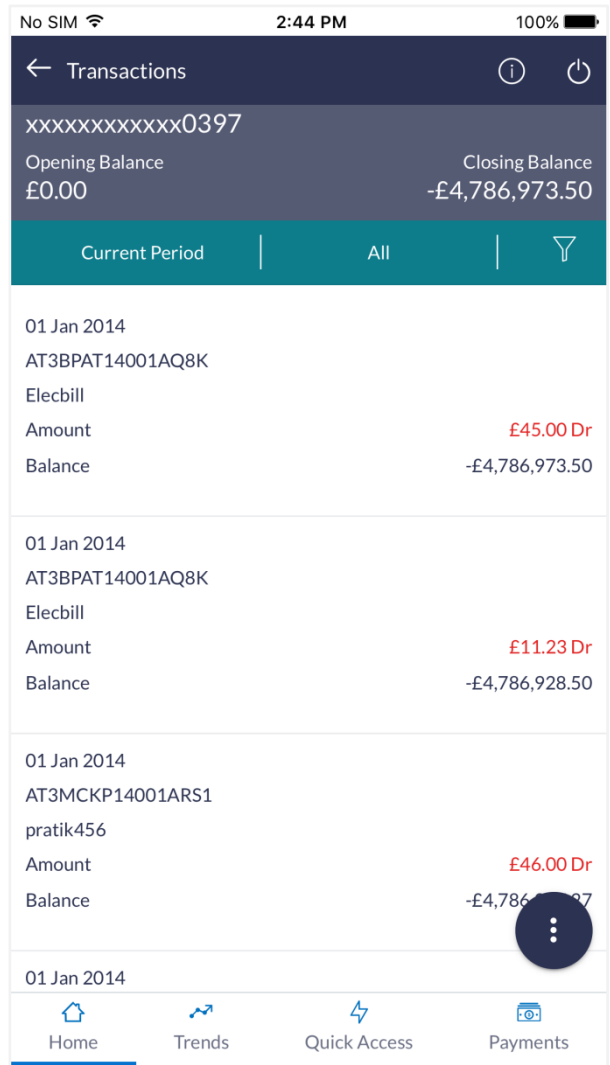 No SIM 2:44 PM 100%
Transactions
xxxxxxxxxxxx0397
Opening Balance Closing Balance
£0.00 -£4,786,973.50
Current Period All
01 Jan 2014
AT3BPAT14001AQ8K
Elecbill
Amount £45.00 Dr
Balance -£4,786,973.50
01 Jan 2014
AT3BPAT14001AQ8K
Elecbill
Amount £11.23 Dr
Balance -£4,786,928.50
01 Jan 2014
AT3MCKP14001ARS1
pratik456
Amount £46.00 Dr
Balance
01 Jan 2014
Home Trends Quick Access Payments